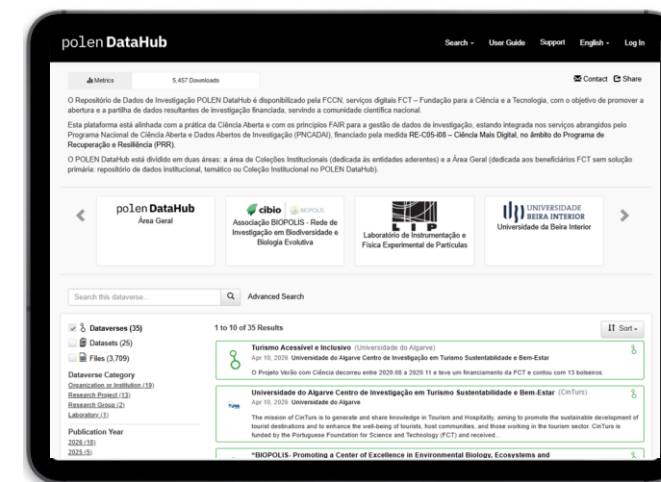 polen DataHub
Search
User Guide
Support
English
Log In
Metrics
5,457 Downloads
Contact
Share
O Repositório de Dados de Investigação POLEN DataHub é disponibilizado pela FCCN, serviços digitais FCT – Fundação para a Ciência e a Tecnologia, com o objetivo de promover a
abertura e a partilha de dados resultantes de investigação financiada, servindo a comunidade científica nacional.
Esta plataforma está alinhada com a prática da Ciência Aberta e com os princípios FAIR para a gestão de dados de investigação, estando integrada nos serviços abrangidos pelo
Programa Nacional de Ciência Aberta e Dados Abertos de Investigação (PNCADAI), financiado pela medida RE-C05-i08 – Ciência Mais Digital, no âmbito do Programa de
Recuperação e Resiliência (PRR).
O POLEN DataHub está dividido em duas áreas: a área de Coleções Institucionais (dedicada às entidades aderentes) e a Área Geral (dedicada aos beneficiários FCT sem solução
primária: repositório de dados institucional, temático ou Coleção Institucional no POLEN DataHub).
polen DataHub
Área Geral
cibio BIOPOLIS
Associação BIOPOLIS - Rede de
Investigação em Biodiversidade e
Biologia Evolutiva
LIP
Laboratório de Instrumentação e
Física Experimental de Partículas
UNIVERSIDADE
BEIRA INTERIOR
Universidade da Beira Interior
Search this dataverse...
Advanced Search
Dataverses (35)
Datasets (25)
Files (3,709)
Dataverse Category
Organization or Institution (19)
Research Project (13)
Research Group (2)
Laboratory (1)
Publication Year
2026 (18)
2025 (5)
1 to 10 of 35 Results
Sort
Turismo Acessível e Inclusivo (Universidade do Algarve)
Apr 10, 2026 Universidade do Algarve Centro de Investigação em Turismo Sustentabilidade e Bem-Estar
O Projeto Verão com Ciência decorreu entre 2020.08 a 2026 11 e teve um financiamento da FCT e contou com 13 bolseiros.
Universidade do Algarve Centro de Investigação em Turismo Sustentabilidade e Bem-Estar (CinTurs)
Apr 10, 2026 Universidade do Algarve
The mission of CinTurs is to generate and share knowledge in Tourism and Hospitality, aiming to promote the sustainable development of
tourist destinations and to enhance the well-being of tourists, host communities, and those working in the tourism sector. CinTurs is
funded by the Portuguese Foundation for Science and Technology (FCT) and received...
"BIOPOLIS- Promoting a Center of Excellence in Environmental Biology, Ecosystems and